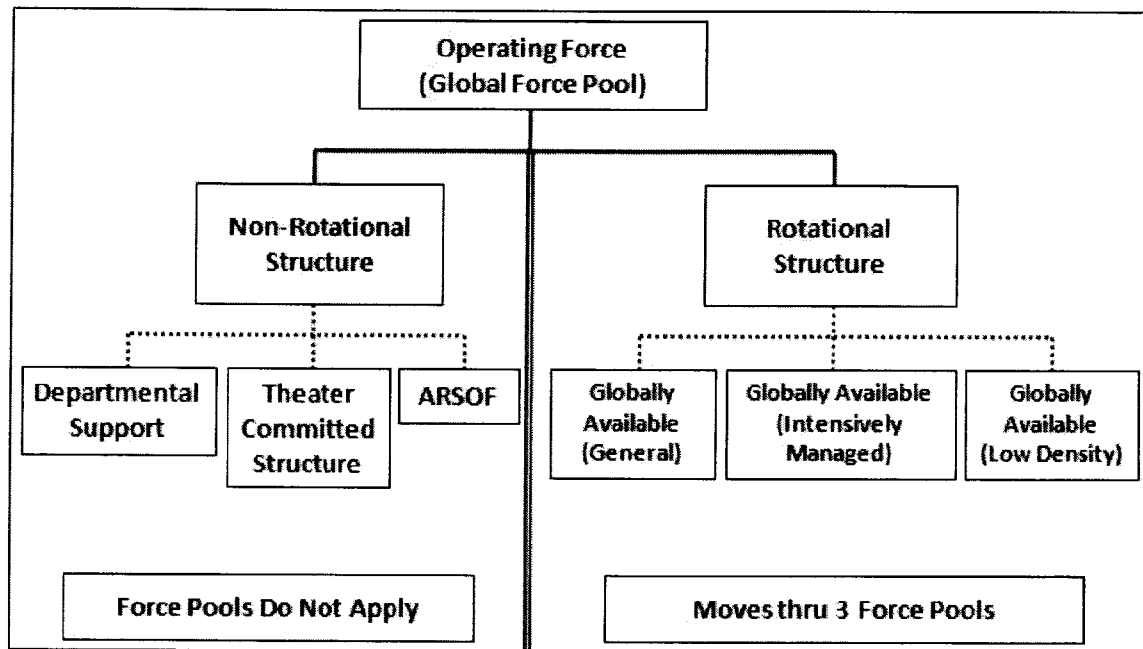 Operating Force
(Global Force Pool)
Non-Rotational
Structure
Rotational
Structure
Departmental
Support
Theater
Committed
Structure
ARSOF
Globally
Available
(General)
Globally Available
(Intensively
Managed)
Globally
Available
(Low Density)
Force Pools Do Not Apply
Moves thru 3 Force Pools